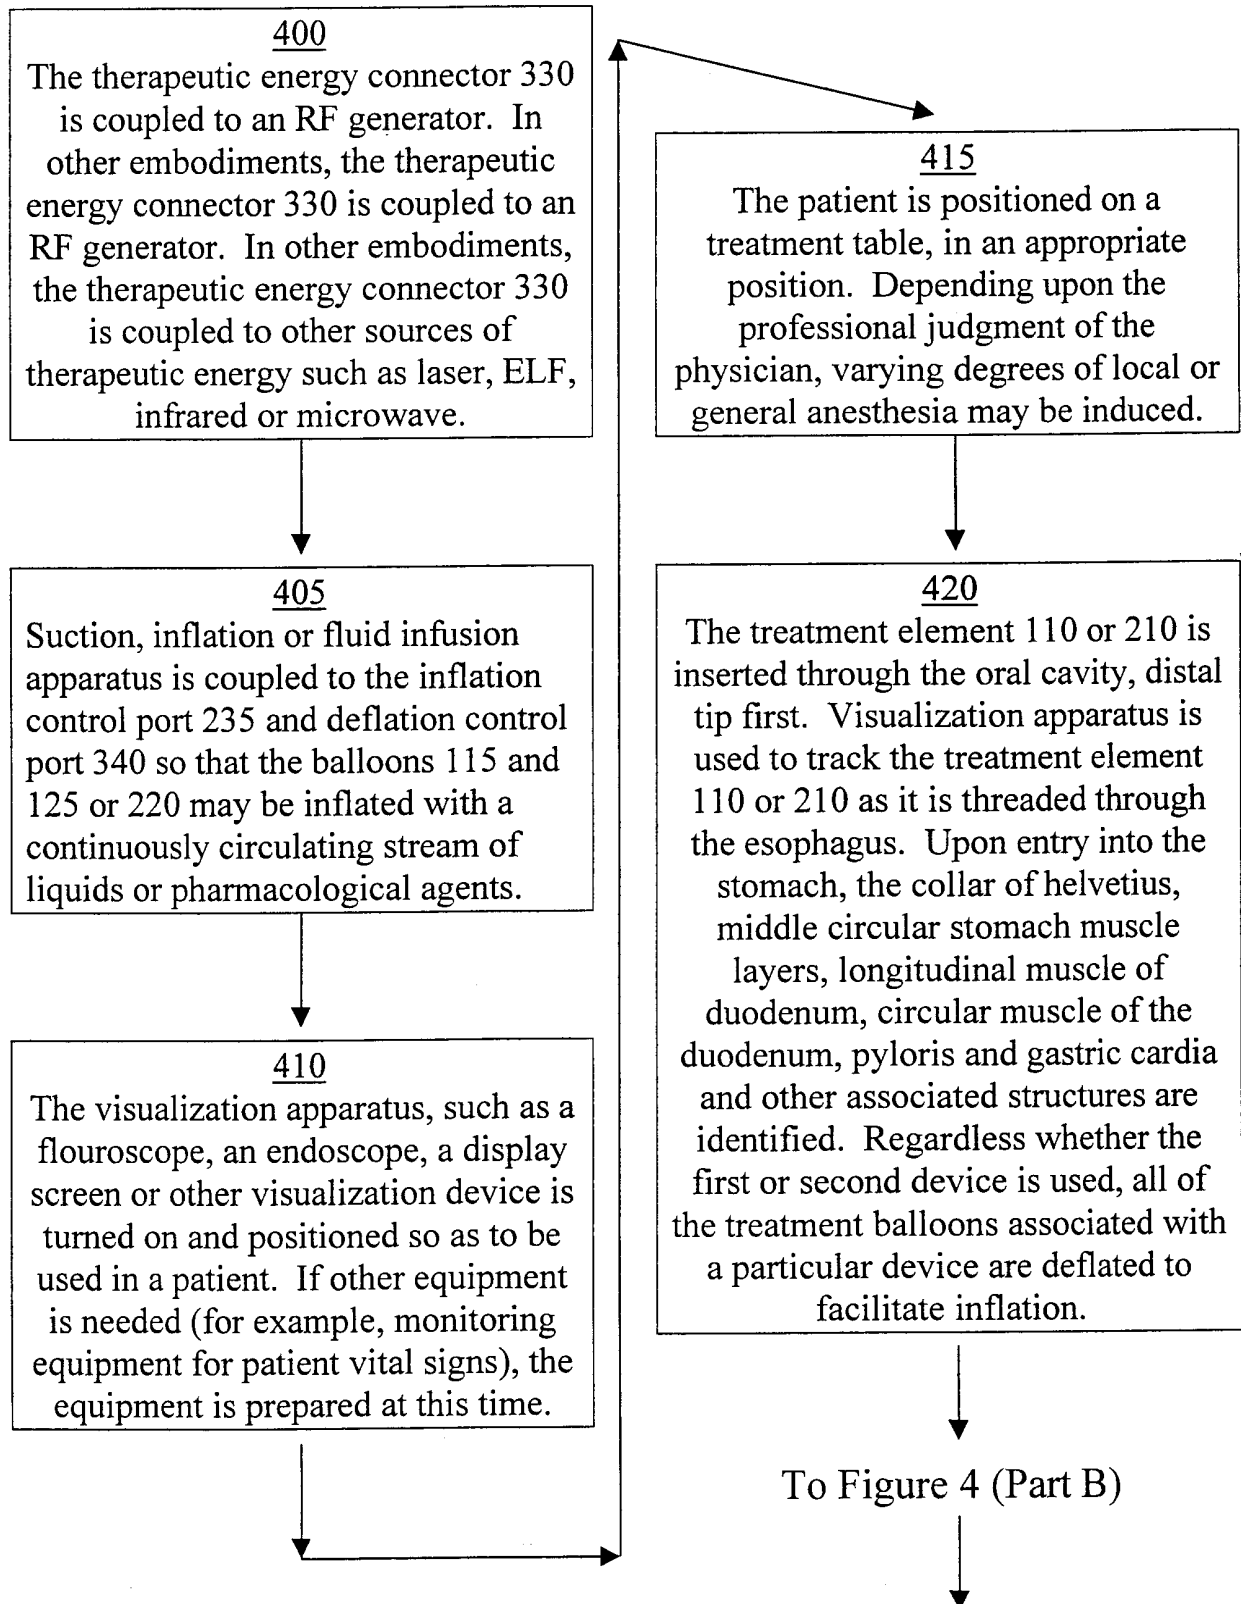 400
The therapeutic energy connector 330
is coupled to an RF generator. In
other embodiments, the therapeutic
energy connector 330 is coupled to an
RF generator. In other embodiments,
the therapeutic energy connector 330
is coupled to other sources of
therapeutic energy such as laser, ELF,
infrared or microwave.
405
Suction, inflation or fluid infusion
apparatus is coupled to the inflation
control port 235 and deflation control
port 340 so that the balloons 115 and
125 or 220 may be inflated with a
continuously circulating stream of
liquids or pharmacological agents.
410
The visualization apparatus, such as a
flouroscope, an endoscope, a display
screen or other visualization device is
turned on and positioned so as to be
used in a patient. If other equipment
is needed (for example, monitoring
equipment for patient vital signs), the
equipment is prepared at this time.
415
The patient is positioned on a
treatment table, in an appropriate
position. Depending upon the
professional judgment of the
physician, varying degrees of local or
general anesthesia may be induced.
420
The treatment element 110 or 210 is
inserted through the oral cavity, distal
tip first. Visualization apparatus is
used to track the treatment element
110 or 210 as it is threaded through
the esophagus. Upon entry into the
stomach, the collar of helvetius,
middle circular stomach muscle
layers, longitudinal muscle of
duodenum, circular muscle of the
duodenum, pyloris and gastric cardia
and other associated structures are
identified. Regardless whether the
first or second device is used, all of
the treatment balloons associated with
a particular device are deflated to
facilitate inflation.
To Figure 4 (Part B)